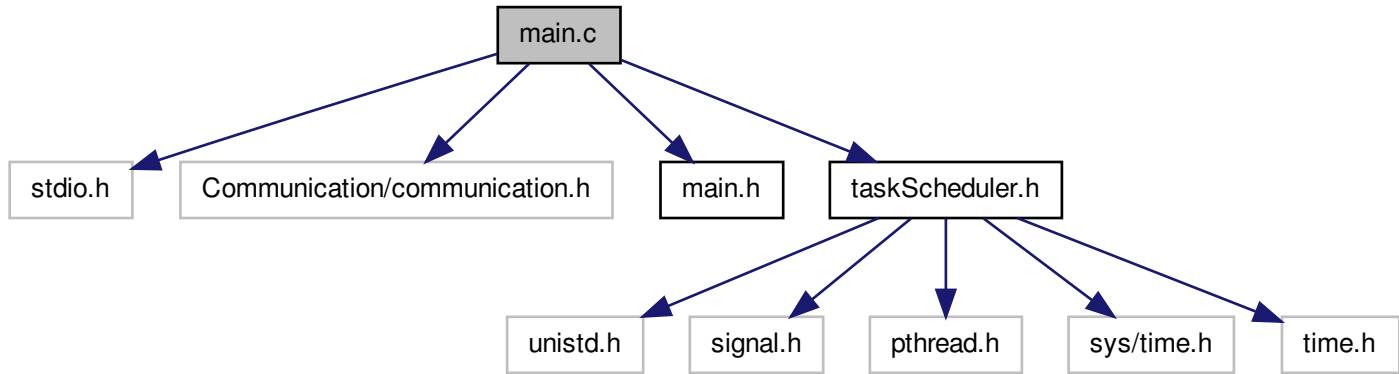 main.c
stdio.h
Communication/communication.h
main.h
taskScheduler.h
unistd.h
signal.h
pthread.h
sys/time.h
time.h